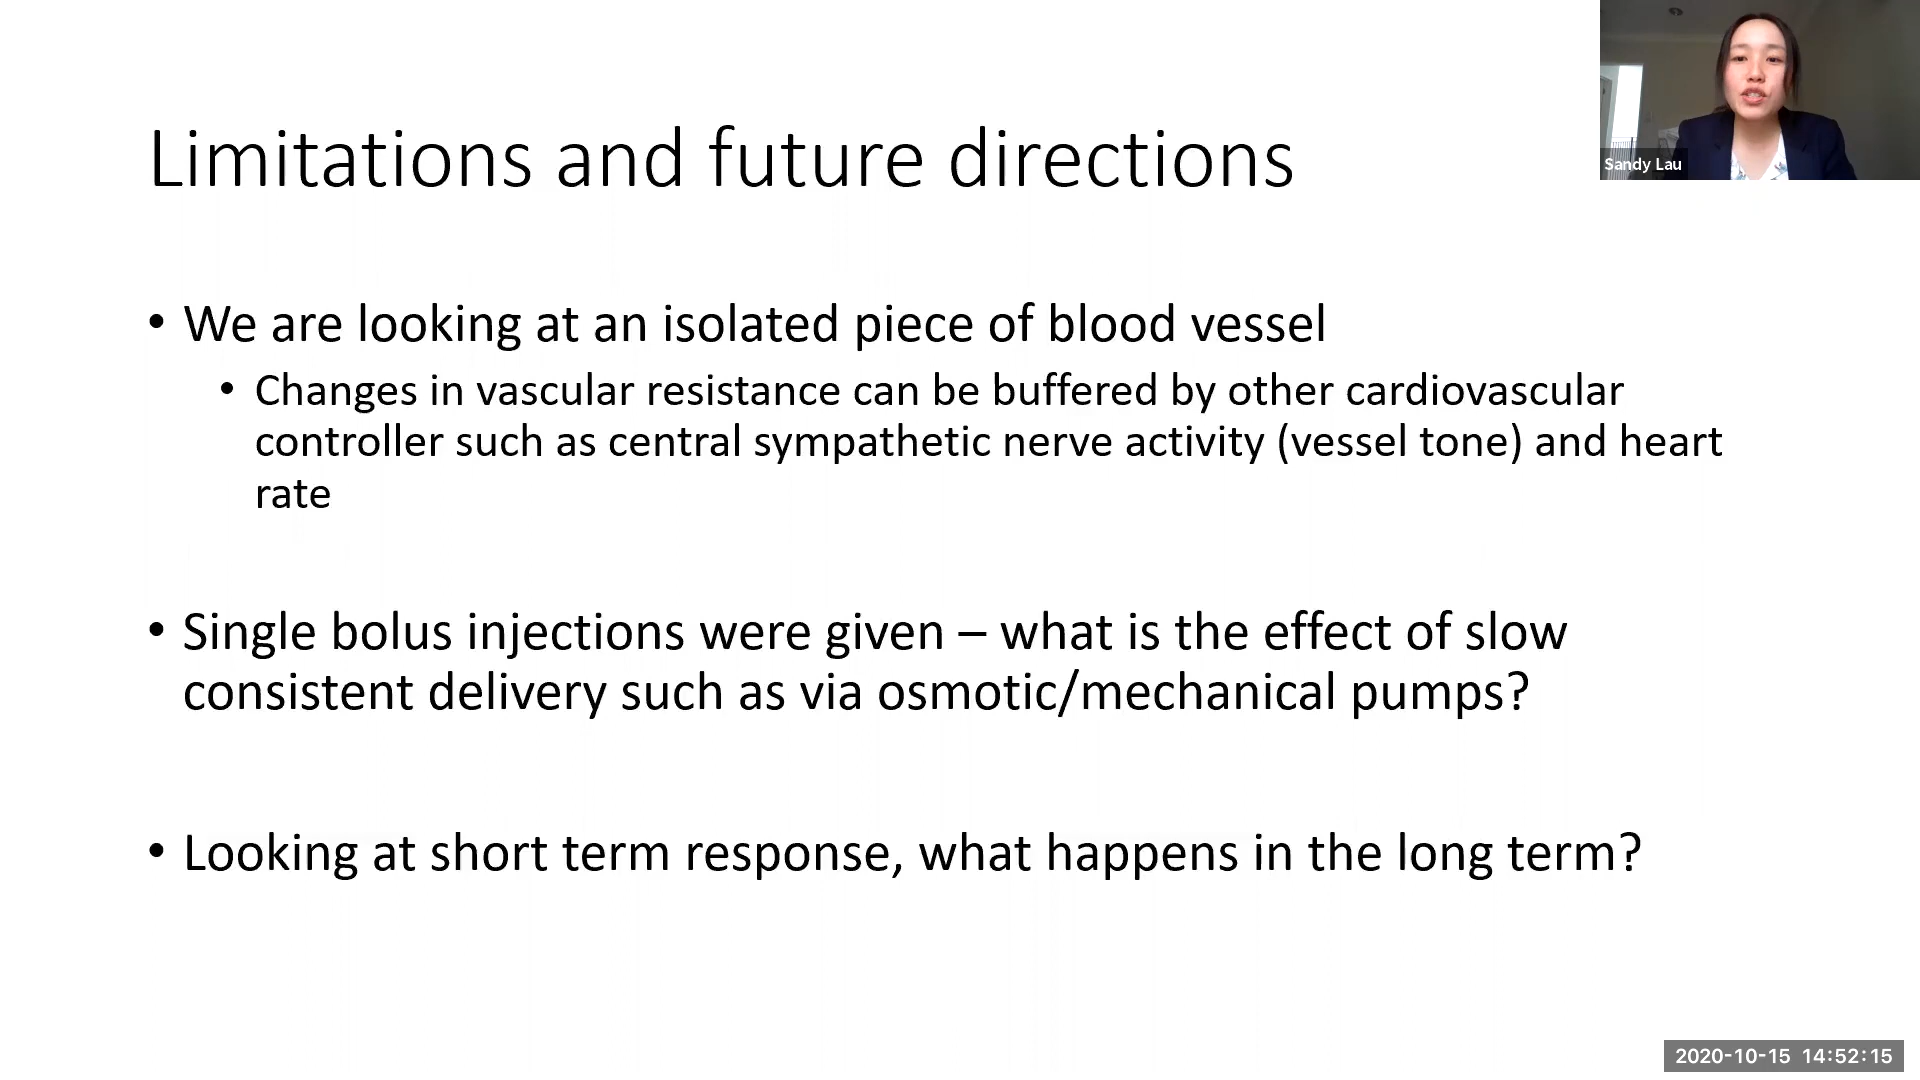 Limitations and future directions
Sandy Lau
• We are looking at an isolated piece of blood vessel
• Changes in vascular resistance can be buffered by other cardiovascular
controller such as central sympathetic nerve activity (vessel tone) and heart
rate
• Single bolus injections were given – what is the effect of slow
consistent delivery such as via osmotic/mechanical pumps?
• Looking at short term response, what happens in the long term?
2020-10-15 14:52:15